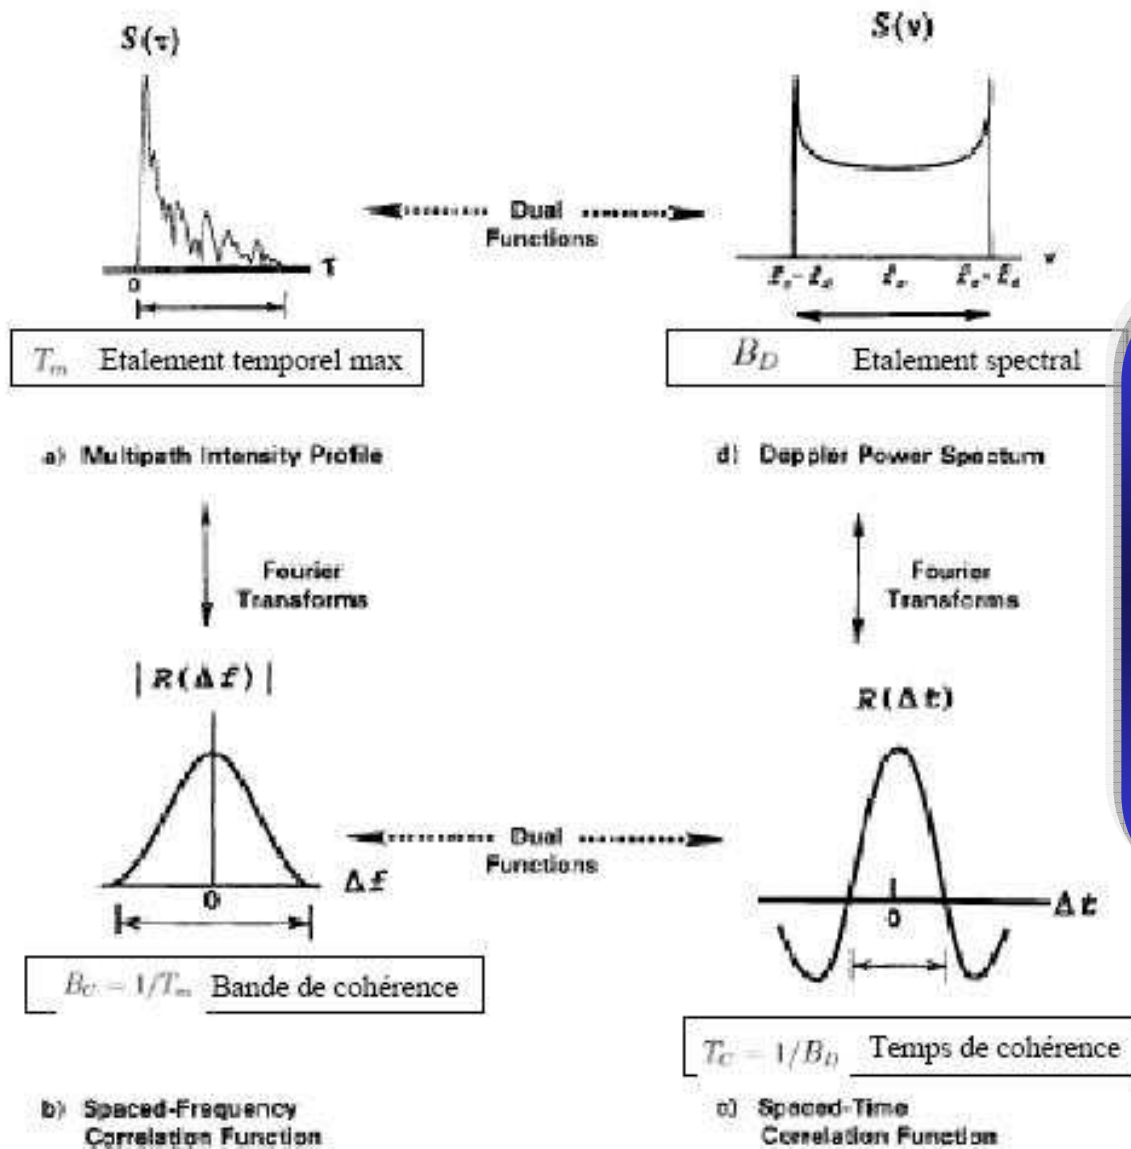 S(τ)
S(ν)
Dual
Functions
τ
0
ν
T_m Etalement temporel max
B_D Etalement spectral
a) Multipath Intensity Profile
d) Doppler Power Spectum
Fourier
Transforms
Fourier
Transforms
|R(Δf)|
R(Δt)
Dual
Functions
Δf
0
Δt
0
B_C = 1/T_m Bande de cohérence
T_C = 1/B_D Temps de cohérence
b) Spaced-Frequency
Correlation Function
c) Spaced-Time
Correlation Function